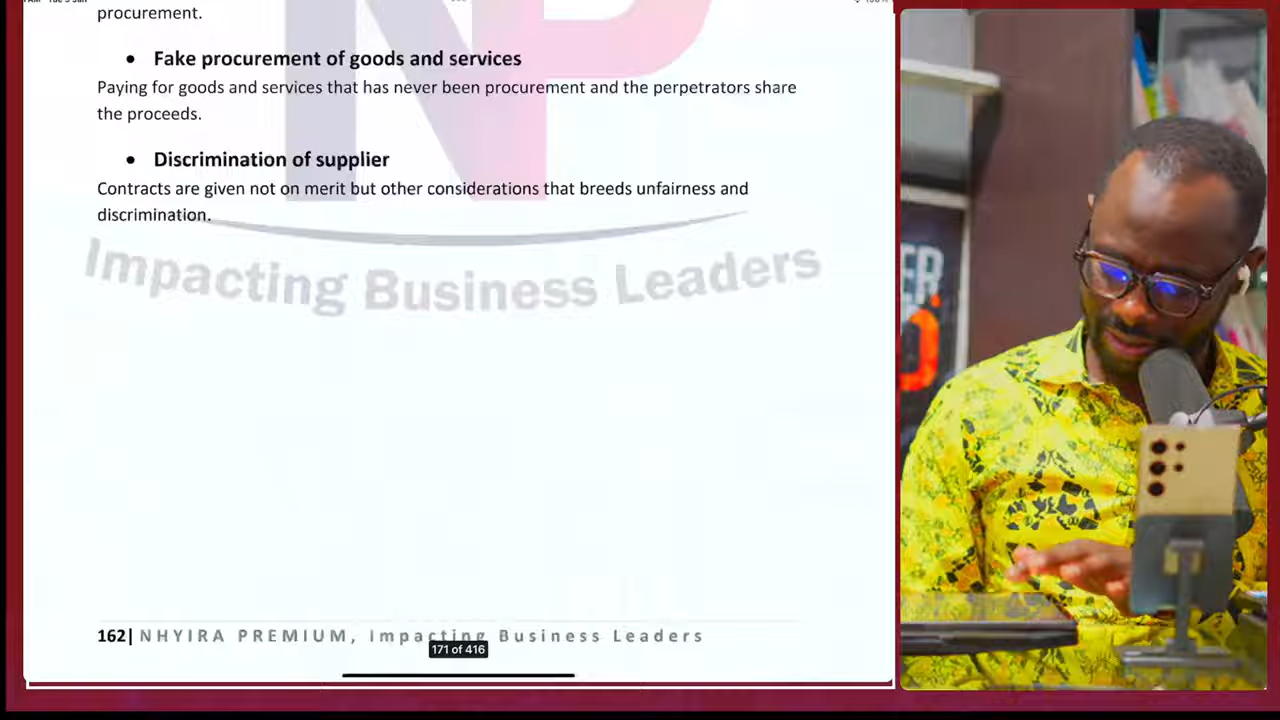 procurement.
• Fake procurement of goods and services
Paying for goods and services that has never been procurement and the perpetrators share
the proceeds.
• Discrimination of supplier
Contracts are given not on merit but other considerations that breeds unfairness and
discrimination.
NP
Impacting Business Leaders
162| NHYIRA PREMIUM, Impacting Business Leaders
171 of 416